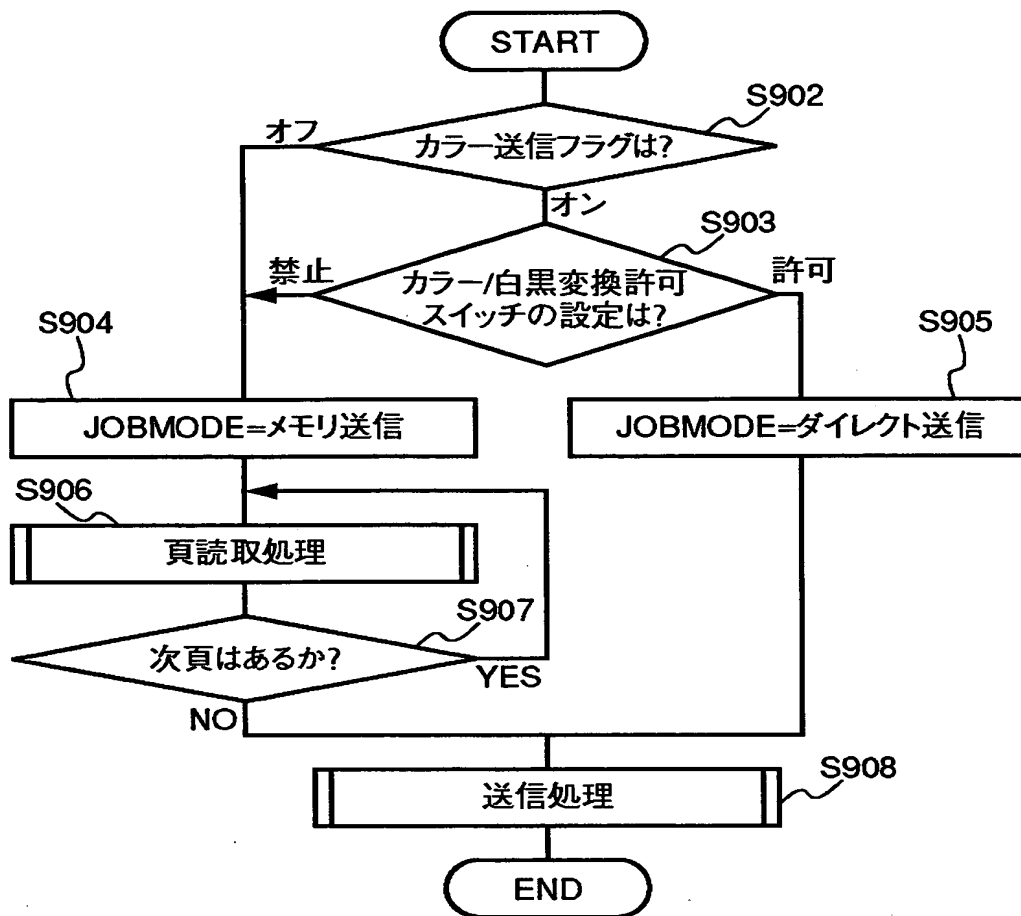 START
S902
オフ
カラー送信フラグは?
オン
S903
禁止
カラー/白黒変換許可
スイッチの設定は?
許可
S904
S905
JOBMODE=メモリ送信
JOBMODE=ダイレクト送信
S906
頁読取処理
S907
次頁はあるか?
YES
NO
S908
送信処理
END